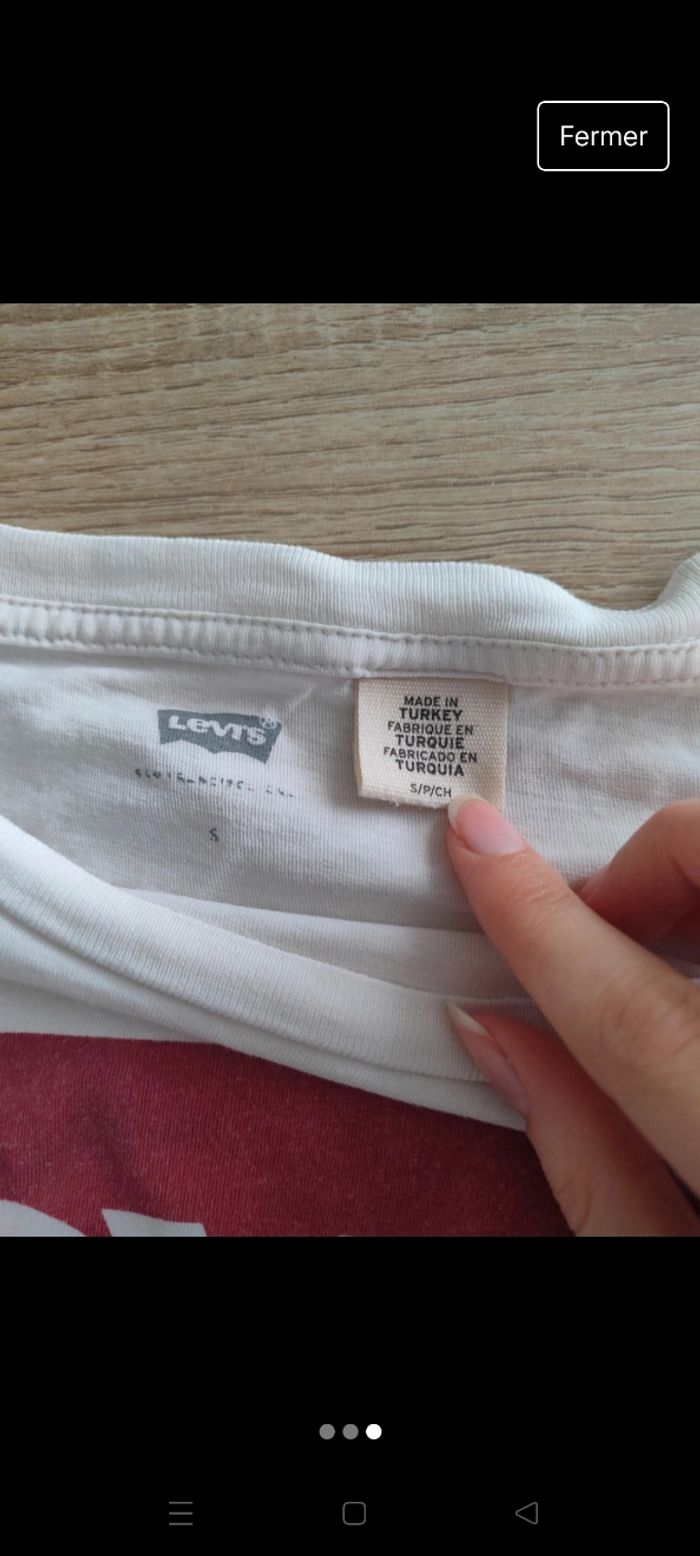 Fermer
Levi's®
S
MADE IN
TURKEY
FABRIQUE EN
TURQUIE
FABRICADO EN
TURQUIA
S/P/CH